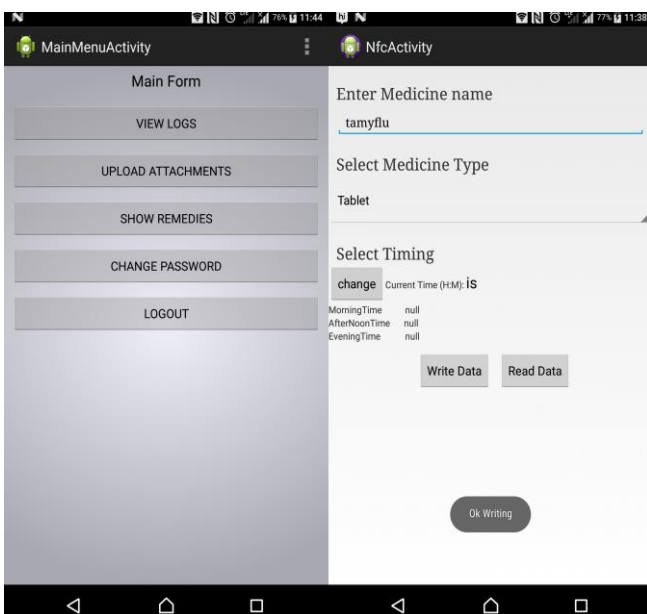 76% 11:44
MainMenuActivity
Main Form
VIEW LOGS
UPLOAD ATTACHMENTS
SHOW REMEDIES
CHANGE PASSWORD
LOGOUT
77% 11:38
NfcActivity
Enter Medicine name
tamyflu
Select Medicine Type
Tablet
Select Timing
change Current Time (H:M): is
MorningTime null
AfterNoonTime null
EveningTime null
Write Data Read Data
Ok Writing